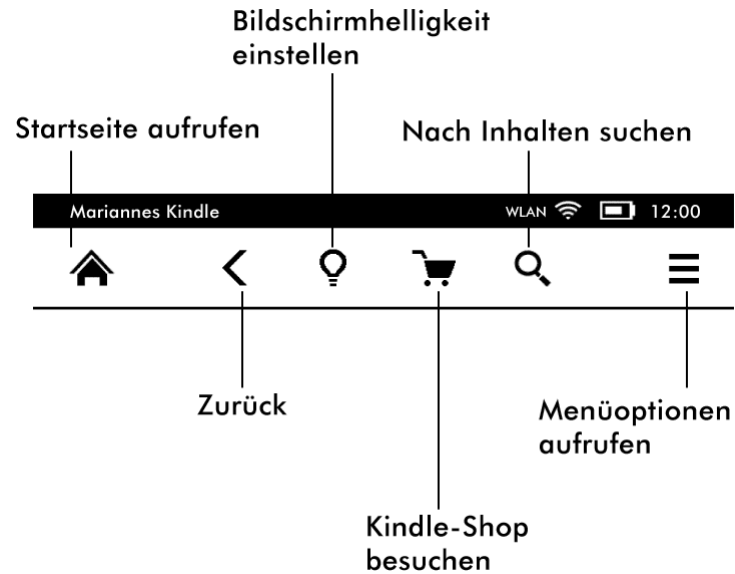 Bildschirmhelligkeit
einstellen
Startseite aufrufen
Nach Inhalten suchen
Mariannes Kindle WLAN 12:00
Zurück
Menüoptionen
aufrufen
Kindle-Shop
besuchen